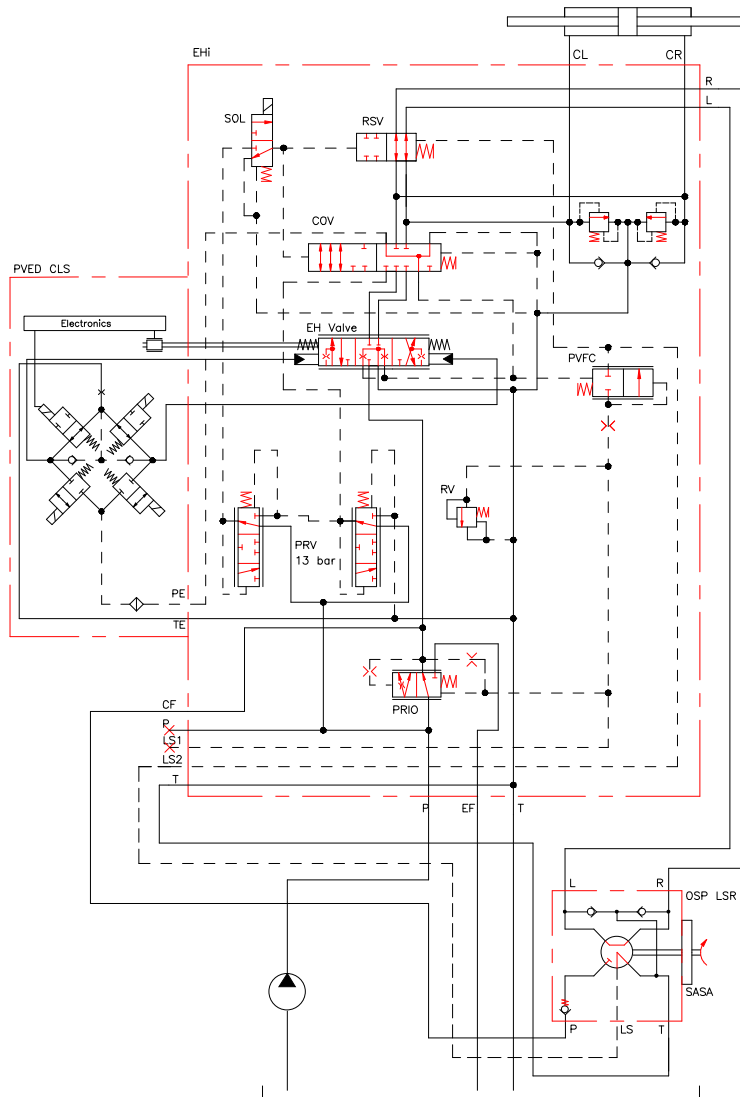 CL CR
EHi
R
L
SOL
RSV
COV
PVED CLS
Electronics
EH Valve
PVFC
RV
PRV
13 bar
PE
TE
CF
PRIO
P
LS1
LS2
T
P EF T
L R
OSP LSR
SASA
P LS T